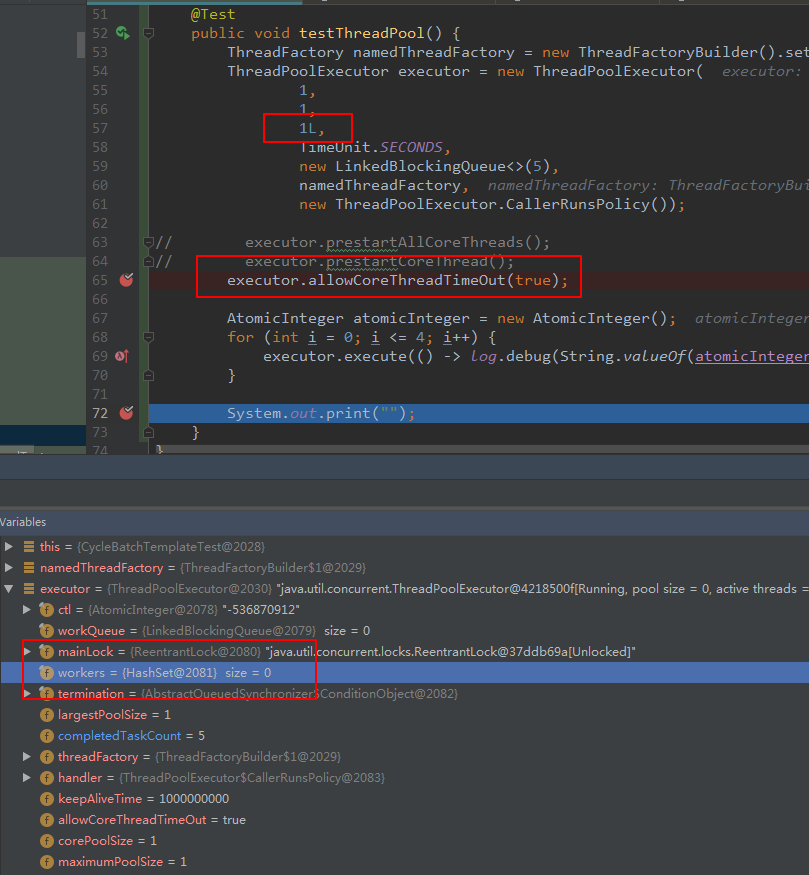 51 @Test
52 public void testThreadPool() {
53 ThreadFactory namedThreadFactory = new ThreadFactoryBuilder().set
54 ThreadPoolExecutor executor = new ThreadPoolExecutor( executor:
55 1,
56 1,
57 1L,
58 TimeUnit.SECONDS,
59 new LinkedBlockingQueue<>(5),
60 namedThreadFactory, namedThreadFactory: ThreadFactoryBui
61 new ThreadPoolExecutor.CallerRunsPolicy());
62
63 // executor.prestartAllCoreThreads();
64 // executor.prestartCoreThread();
65 executor.allowCoreThreadTimeOut(true);
66
67 AtomicInteger atomicInteger = new AtomicInteger(); atomicInteger
68 for (int i = 0; i <= 4; i++) {
69 executor.execute(() -> log.debug(String.valueOf(atomicInteger
70 }
71
72 System.out.print("");
73 }
74 }
Variables
this = {CycleBatchTemplateTest@2028}
namedThreadFactory = {ThreadFactoryBuilder$1@2029}
executor = {ThreadPoolExecutor@2030} "java.util.concurrent.ThreadPoolExecutor@4218500f[Running, pool size = 0, active threads =
ctl = {AtomicInteger@2078} "-536870912"
workQueue = {LinkedBlockingQueue@2079} size = 0
mainLock = {ReentrantLock@2080} "java.util.concurrent.locks.ReentrantLock@37ddb69a[Unlocked]"
workers = {HashSet@2081} size = 0
termination = {AbstractQueuedSynchronizer$ConditionObject@2082}
largestPoolSize = 1
completedTaskCount = 5
threadFactory = {ThreadFactoryBuilder$1@2029}
handler = {ThreadPoolExecutor$CallerRunsPolicy@2083}
keepAliveTime = 1000000000
allowCoreThreadTimeOut = true
corePoolSize = 1
maximumPoolSize = 1